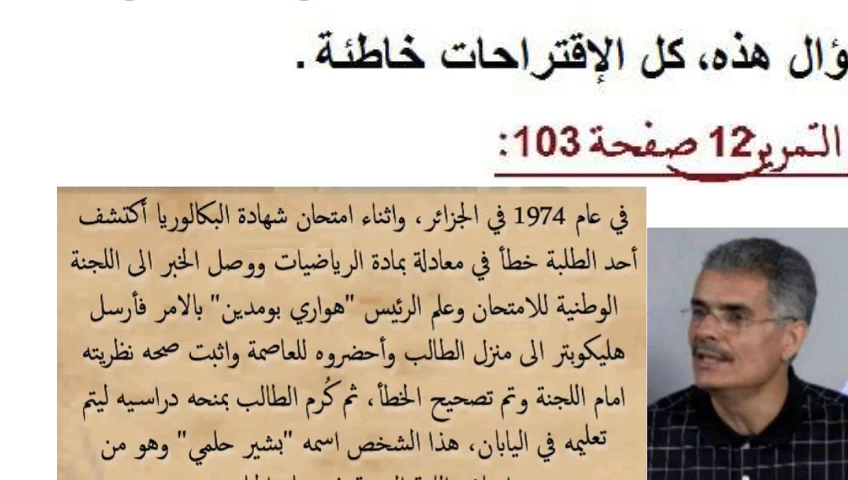 ؤال هذه، كل الإقتراحات خاطئة .
التمرير 12 صفحة 103:
في عام 1974 في الجزائر، واثناء امتحان شهادة البكالوريا أكتشف
أحد الطلبة خطأ في معادلة بمادة الرياضيات ووصل الخبر الى اللجنة
الوطنية للامتحان وعلم الرئيس "هواري بومدين" بالامر فأرسل
هليكوبتر الى منزل الطالب وأحضروه للعاصمة واثبت صحه نظريته
امام اللجنة وتم تصحيح الخطأ، ثم كُرم الطالب بمنحه دراسيه ليتم
تعليمه في اليابان، هذا الشخص اسمه "بشير حلمي" وهو من